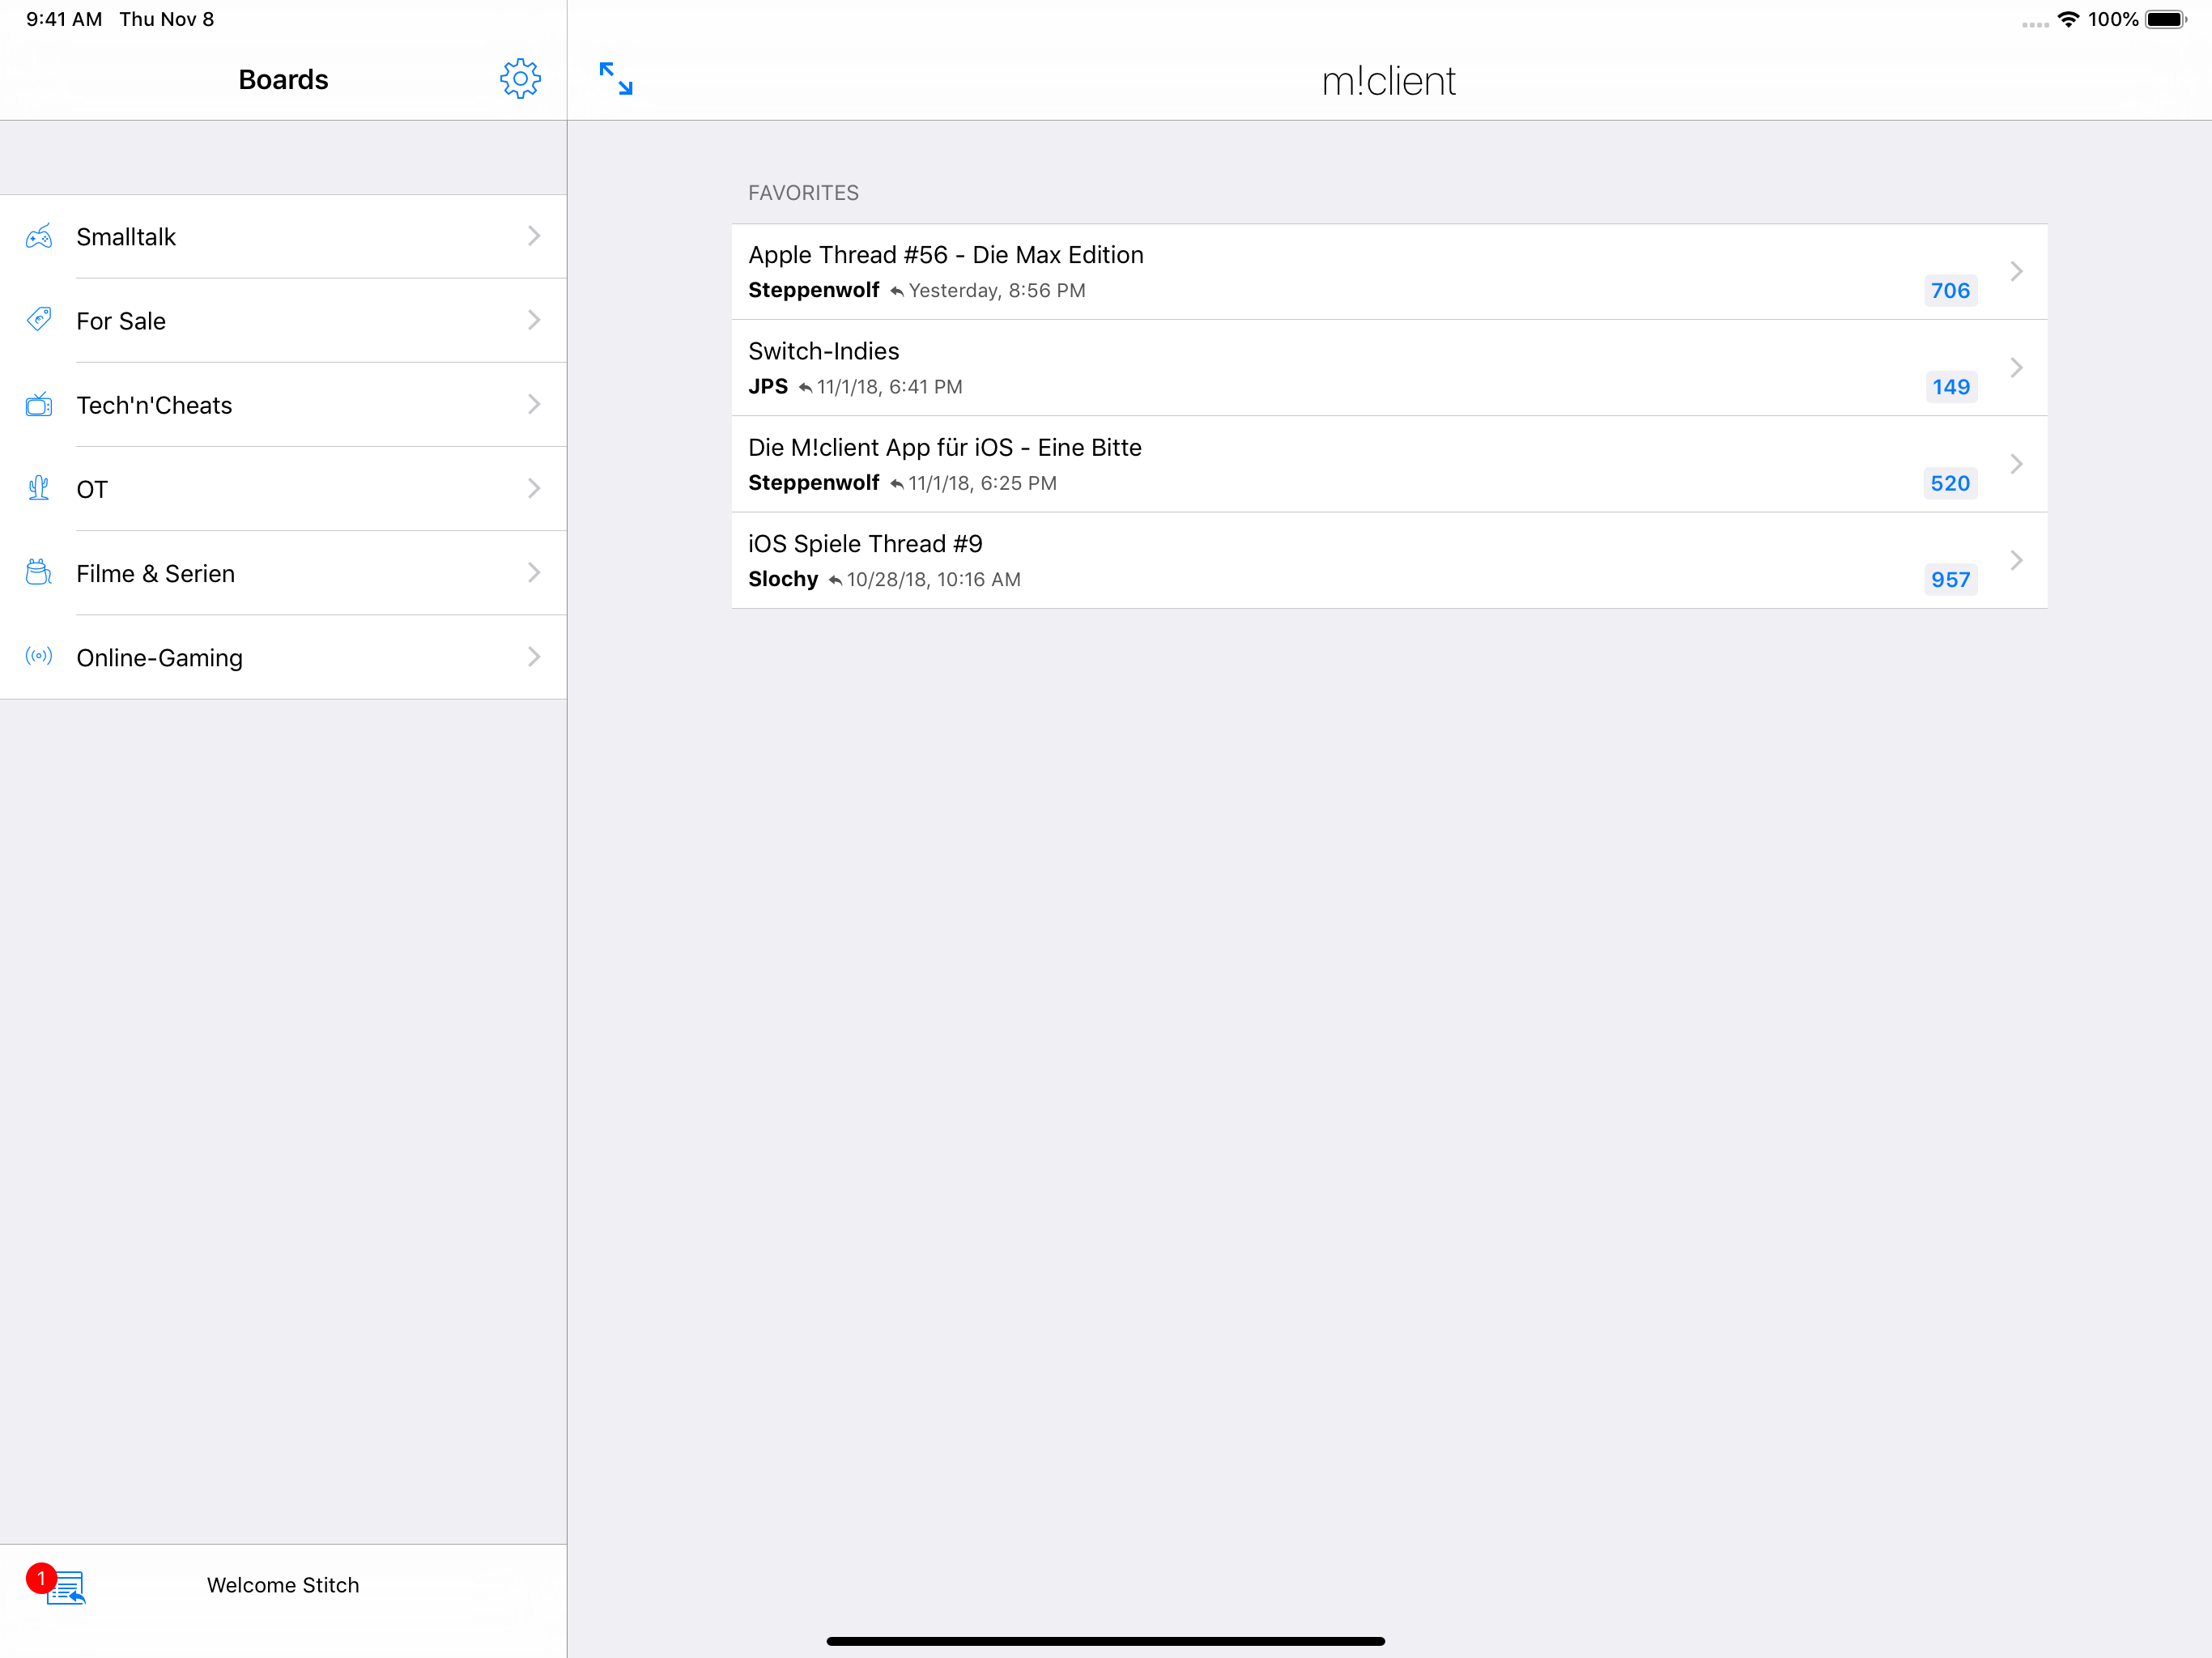 9:41 AM Thu Nov 8
100%
Boards
m!client
Smalltalk
For Sale
Tech'n'Cheats
OT
Filme & Serien
Online-Gaming
FAVORITES
Apple Thread #56 - Die Max Edition
Steppenwolf Yesterday, 8:56 PM
706
Switch-Indies
JPS 11/1/18, 6:41 PM
149
Die M!client App für iOS - Eine Bitte
Steppenwolf 11/1/18, 6:25 PM
520
iOS Spiele Thread #9
Slochy 10/28/18, 10:16 AM
957
1
Welcome Stitch